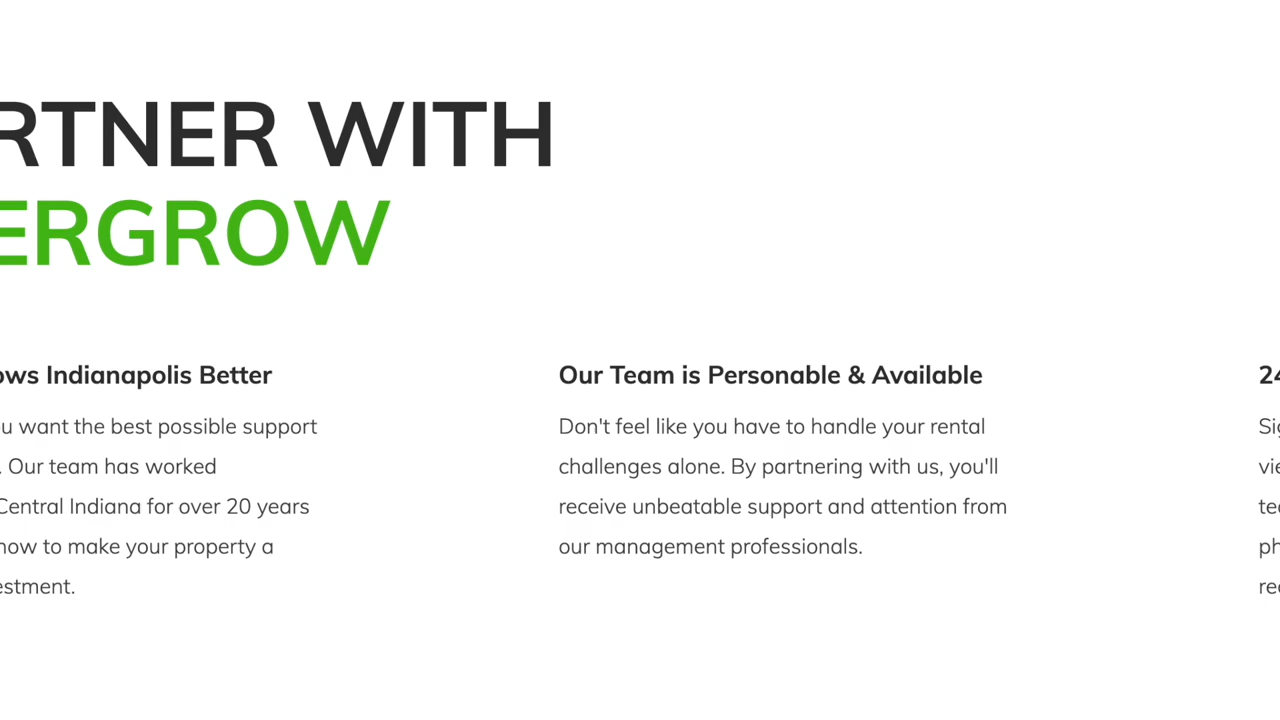 RTNER WITH
ERGROW
ows Indianapolis Better
u want the best possible support
. Our team has worked
Central Indiana for over 20 years
how to make your property a
estment.
Our Team is Personable & Available
Don't feel like you have to handle your rental
challenges alone. By partnering with us, you'll
receive unbeatable support and attention from
our management professionals.
24
Sig
vie
tea
ph
rec